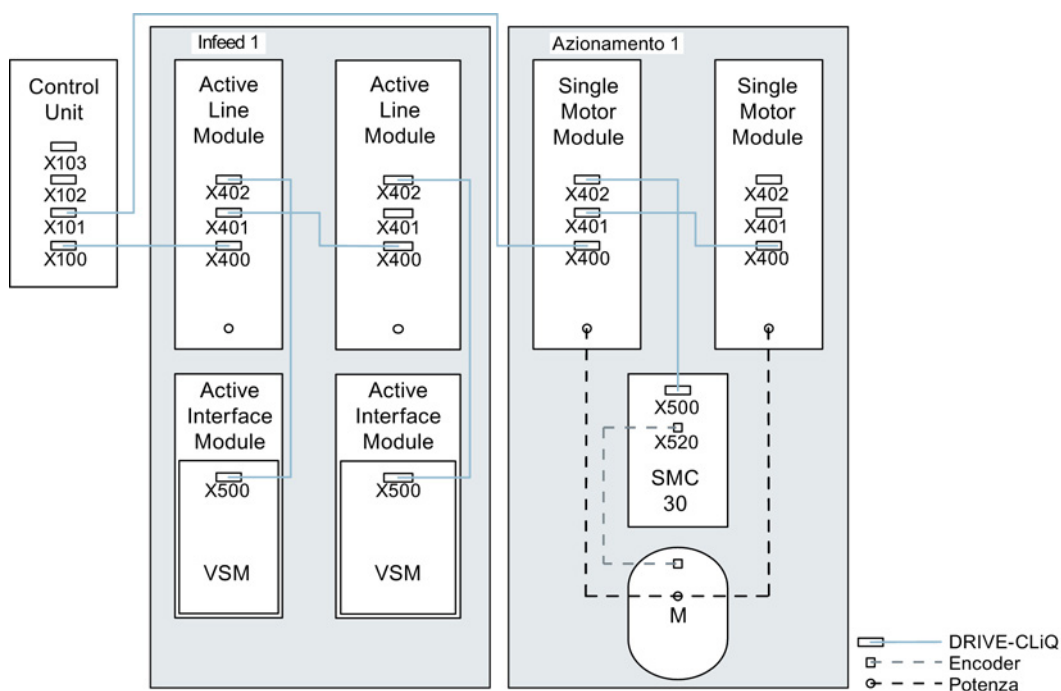 Infeed 1
Azionamento 1
Control
Unit
X103
X102
X101
X100
Active
Line
Module
X402
X401
X400
Active
Line
Module
X402
X401
X400
Single
Motor
Module
X402
X401
X400
Single
Motor
Module
X402
X401
X400
Active
Interface
Module
X500
VSM
Active
Interface
Module
X500
VSM
X500
X520
SMC
30
M
DRIVE-CLiQ
Encoder
Potenza